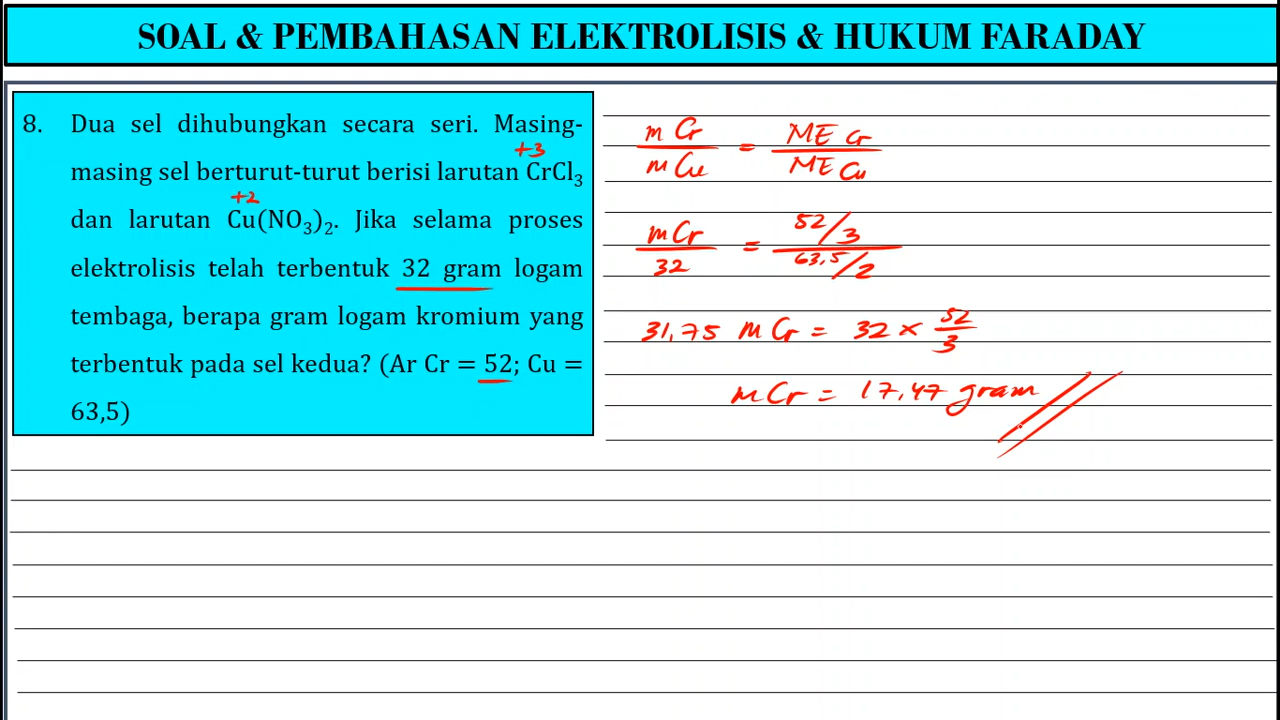 SOAL & PEMBAHASAN ELEKTROLISIS & HUKUM FARADAY
8. Dua sel dihubungkan secara seri. Masing-
+3
masing sel berturut-turut berisi larutan CrCl₃
+2
dan larutan Cu(NO₃)₂. Jika selama proses
elektrolisis telah terbentuk 32 gram logam
tembaga, berapa gram logam kromium yang
terbentuk pada sel kedua? (Ar Cr = 52; Cu =
63,5)
m Cr / m Cu = ME Cr / ME Cu
mCr / 32 = 52/3 / 63,5/2
31,75 m Cr = 32 × 52/3
m Cr = 17,47 gram